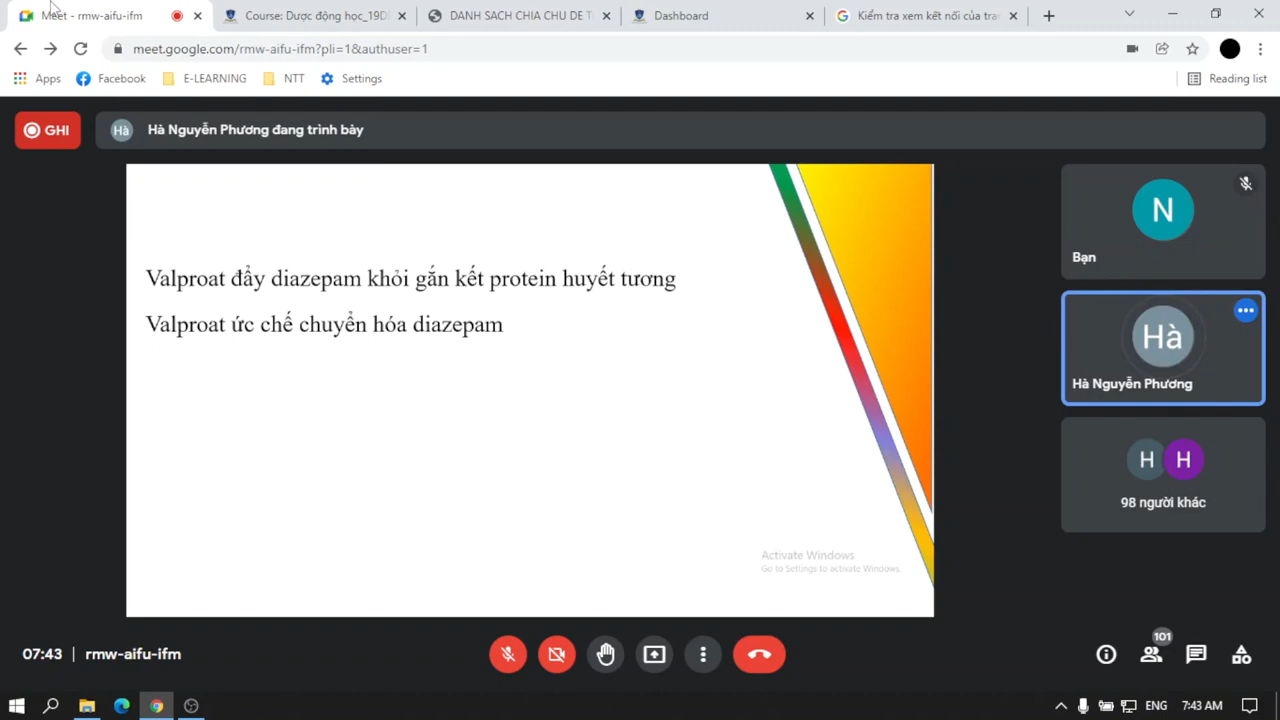 Meet - rmw-aifu-ifm
Course: Dược động học_19D
DANH SACH CHIA CHU DE T
Dashboard
Kiểm tra xem kết nối của tra
meet.google.com/rmw-aifu-ifm?pli=1&authuser=1
Apps
Facebook
E-LEARNING
NTT
Settings
Reading list
GHI
Hà
Hà Nguyễn Phương đang trình bày
Valproat đẩy diazepam khỏi gắn kết protein huyết tương
Valproat ức chế chuyển hóa diazepam
Activate Windows
Go to Settings to activate Windows.
N
Bạn
Hà
Hà Nguyễn Phương
H
H
98 người khác
07:43 | rmw-aifu-ifm
101
ENG
7:43 AM